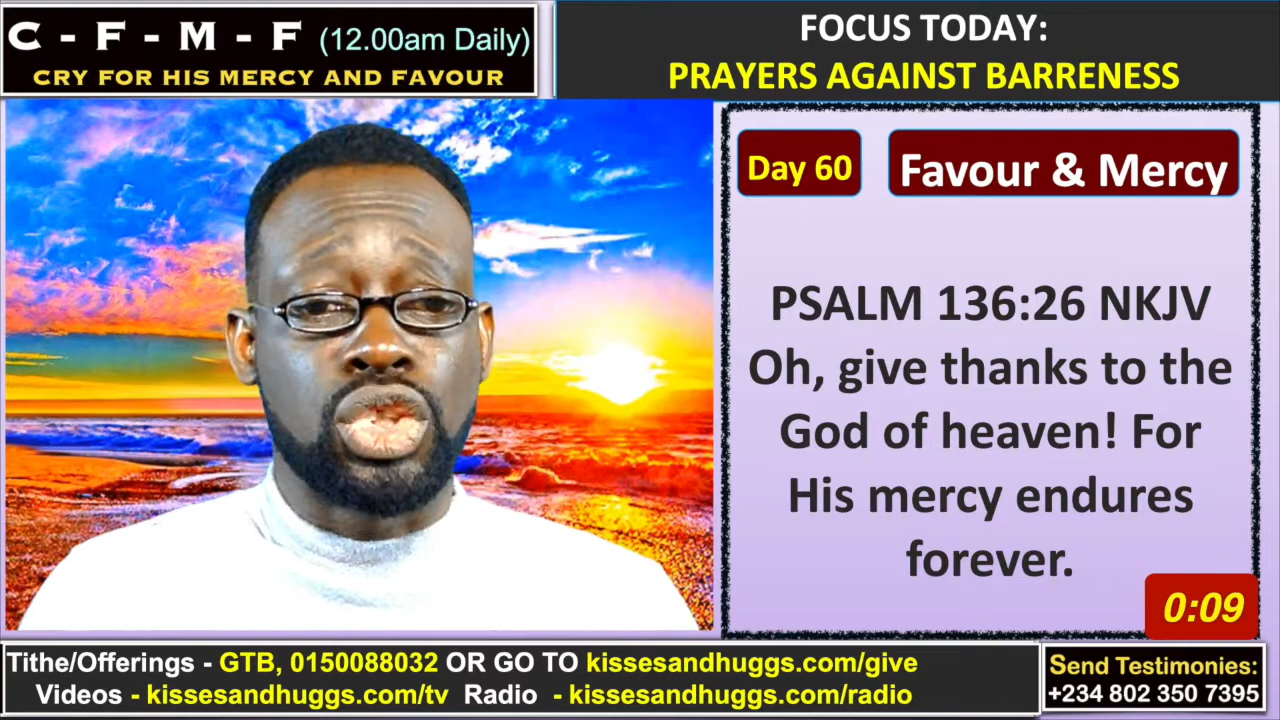 C - F - M - F (12.00am Daily)
CRY FOR HIS MERCY AND FAVOUR
FOCUS TODAY:
PRAYERS AGAINST BARRENESS
Day 60
Favour & Mercy
PSALM 136:26 NKJV
Oh, give thanks to the
God of heaven! For
His mercy endures
forever.
0:09
Tithe/Offerings - GTB, 0150088032 OR GO TO kissesandhuggs.com/give
Videos - kissesandhuggs.com/tv Radio - kissesandhuggs.com/radio
Send Testimonies:
+234 802 350 7395